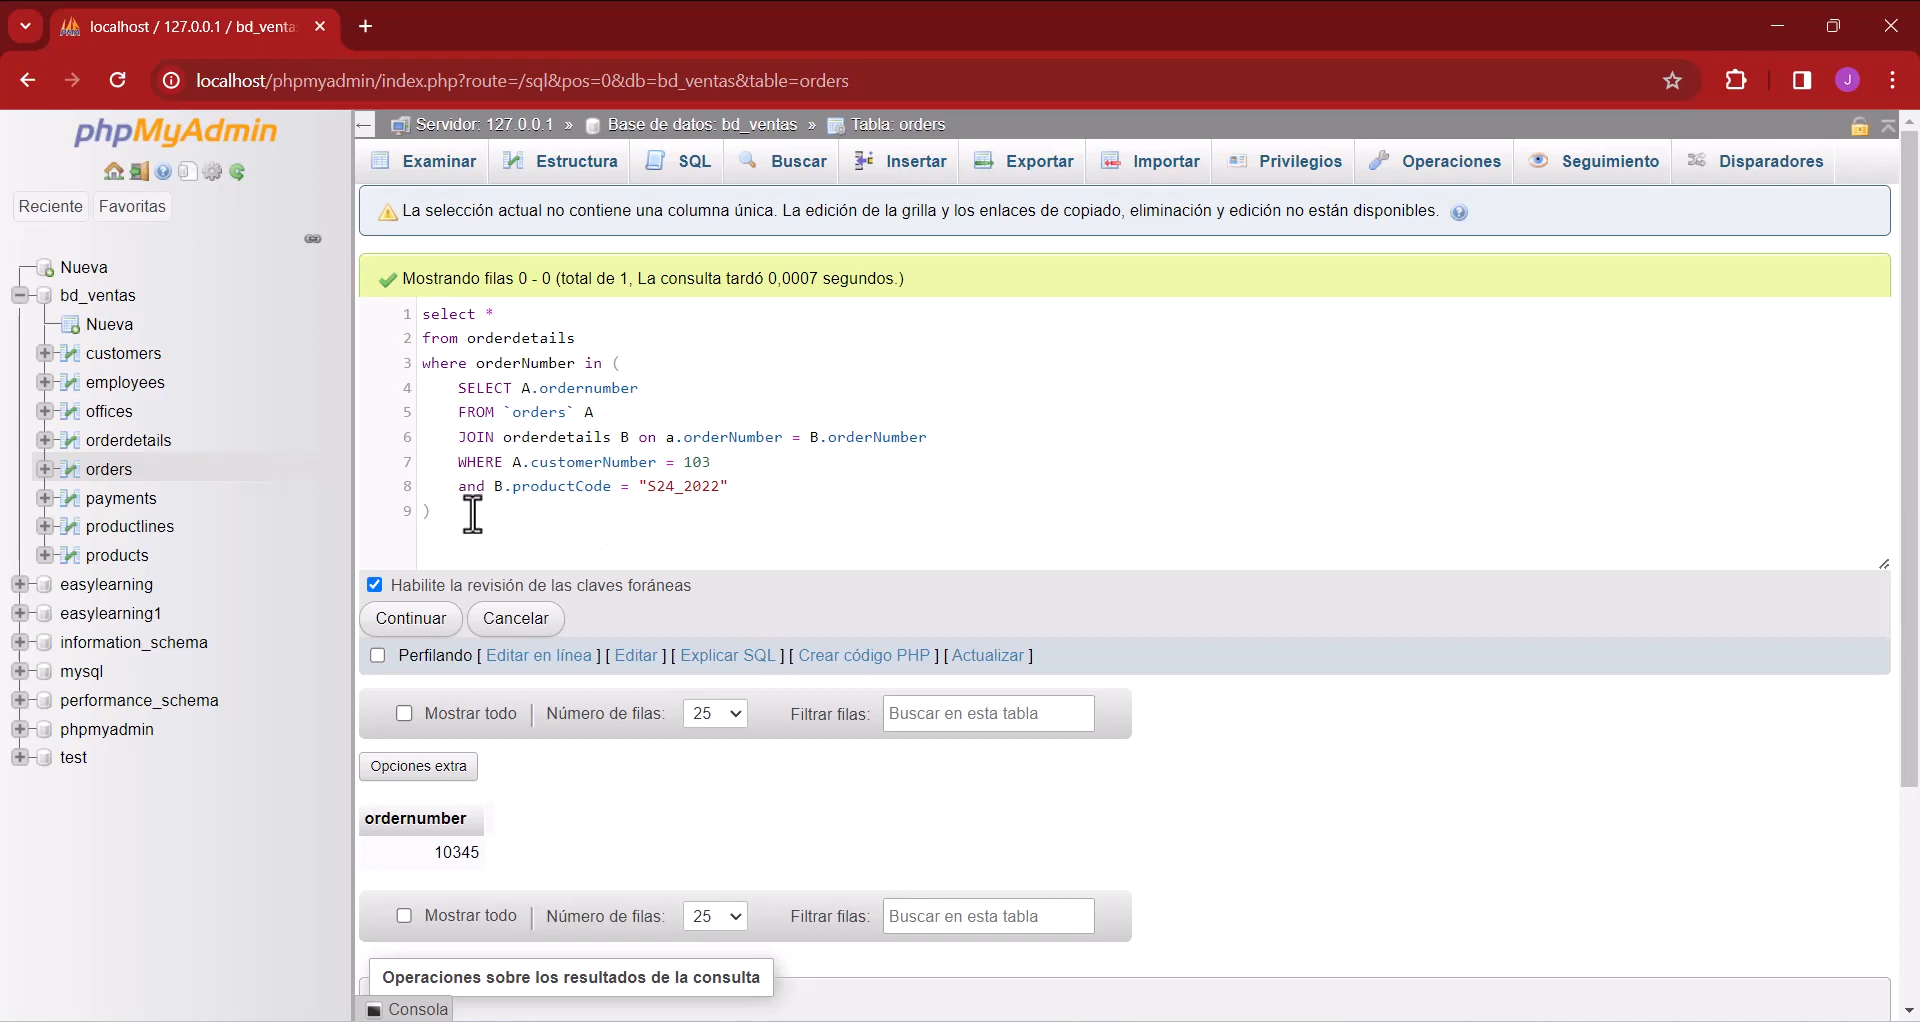 localhost / 127.0.0.1 / bd_venta
localhost/phpmyadmin/index.php?route=/sql&pos=0&db=bd_ventas&table=orders
J
phpMyAdmin
Reciente Favoritas
Nueva
bd_ventas
Nueva
customers
employees
offices
orderdetails
orders
payments
productlines
products
easylearning
easylearning1
information_schema
mysql
performance_schema
phpmyadmin
test
Servidor: 127.0.0.1 » Base de datos: bd_ventas » Tabla: orders
Examinar Estructura SQL Buscar Insertar Exportar Importar Privilegios Operaciones Seguimiento Disparadores
La selección actual no contiene una columna única. La edición de la grilla y los enlaces de copiado, eliminación y edición no están disponibles.
Mostrando filas 0 - 0 (total de 1, La consulta tardó 0,0007 segundos.)
1 select *
2 from orderdetails
3 where orderNumber in (
4 SELECT A.ordernumber
5 FROM `orders` A
6 JOIN orderdetails B on a.orderNumber = B.orderNumber
7 WHERE A.customerNumber = 103
8 and B.productCode = "S24_2022"
9 )
Habilite la revisión de las claves foráneas
Continuar Cancelar
Perfilando [ Editar en línea ] [ Editar ] [ Explicar SQL ] [ Crear código PHP ] [ Actualizar ]
Mostrar todo Número de filas: 25 Filtrar filas: Buscar en esta tabla
Opciones extra
ordernumber
10345
Mostrar todo Número de filas: 25 Filtrar filas: Buscar en esta tabla
Operaciones sobre los resultados de la consulta
Consola